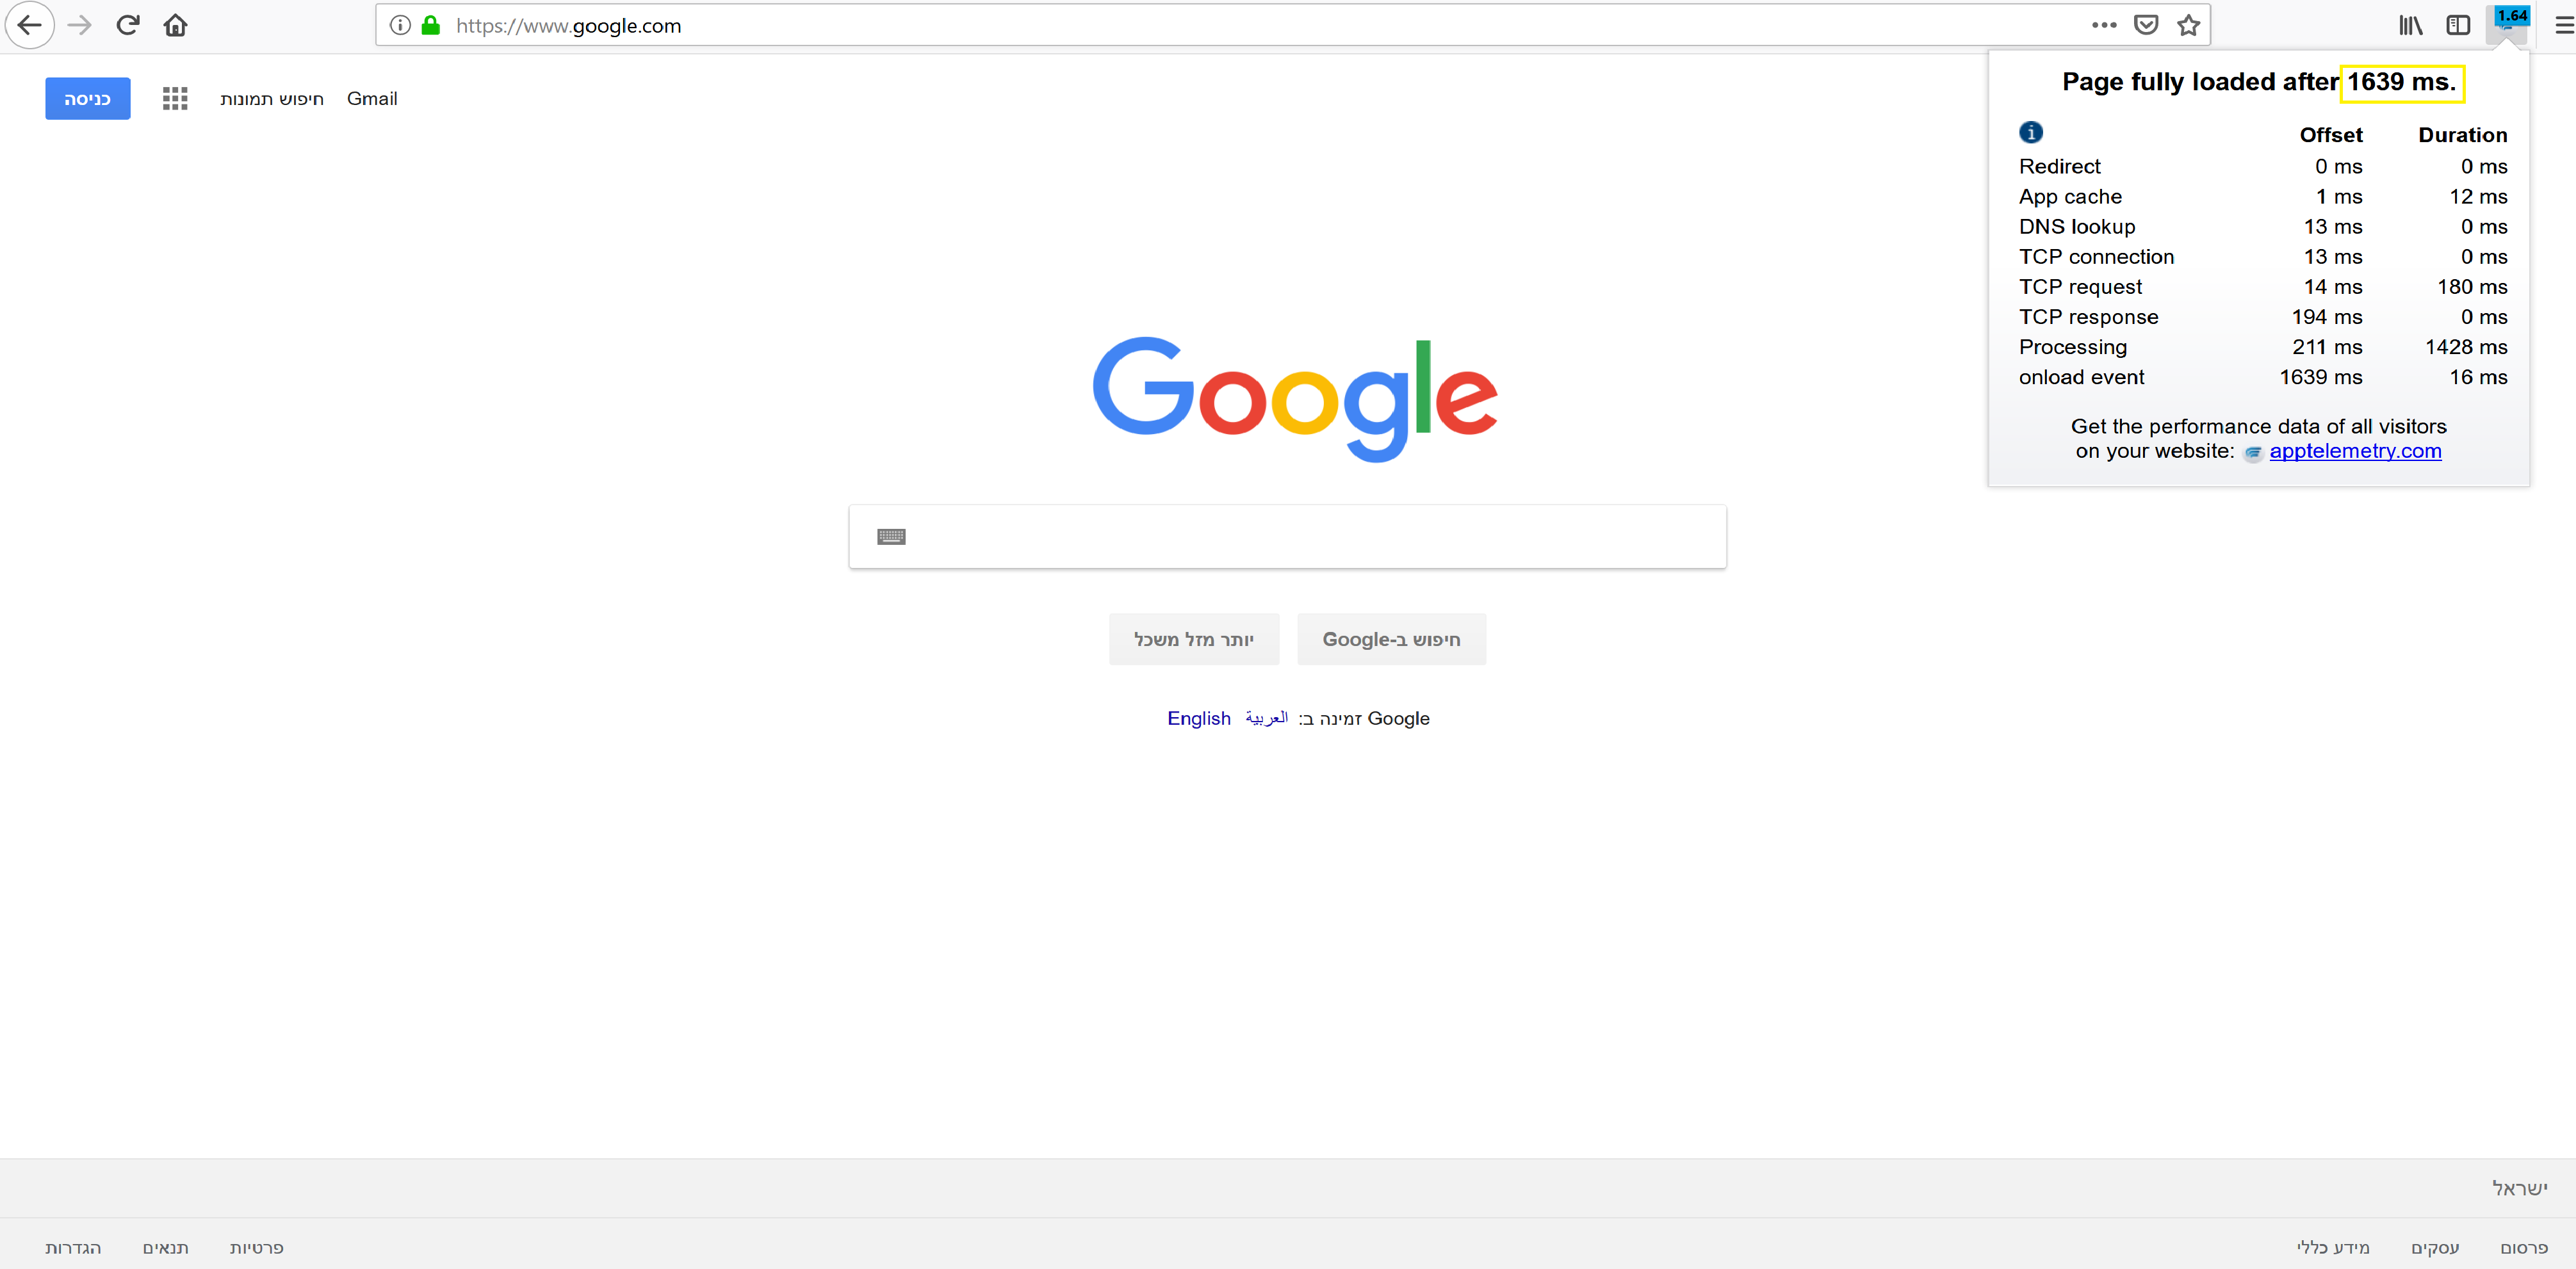 https://www.google.com
1.64
כניסה
חיפוש תמונות
Gmail
Page fully loaded after 1639 ms.
Offset Duration
Redirect 0 ms 0 ms
App cache 1 ms 12 ms
DNS lookup 13 ms 0 ms
TCP connection 13 ms 0 ms
TCP request 14 ms 180 ms
TCP response 194 ms 0 ms
Processing 211 ms 1428 ms
onload event 1639 ms 16 ms
Get the performance data of all visitors
on your website: apptelemetry.com
Google
חיפוש ב-Google
יותר מזל משכל
Google זמינה ב: العربية English
ישראל
פרסום עסקים מידע כללי פרטיות תנאים הגדרות